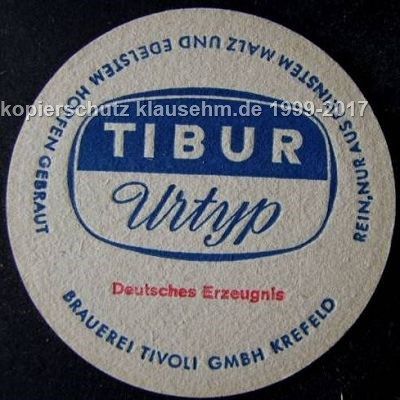 REIN, NUR AUS FEINSTEM MALZ UND EDELSTEM HOPFEN GEBRAUT
kopierschutz klausehm.de 1999-2017
TIBUR
Urtyp
Deutsches Erzeugnis
BRAUEREI TIVOLI GMBH KREFELD